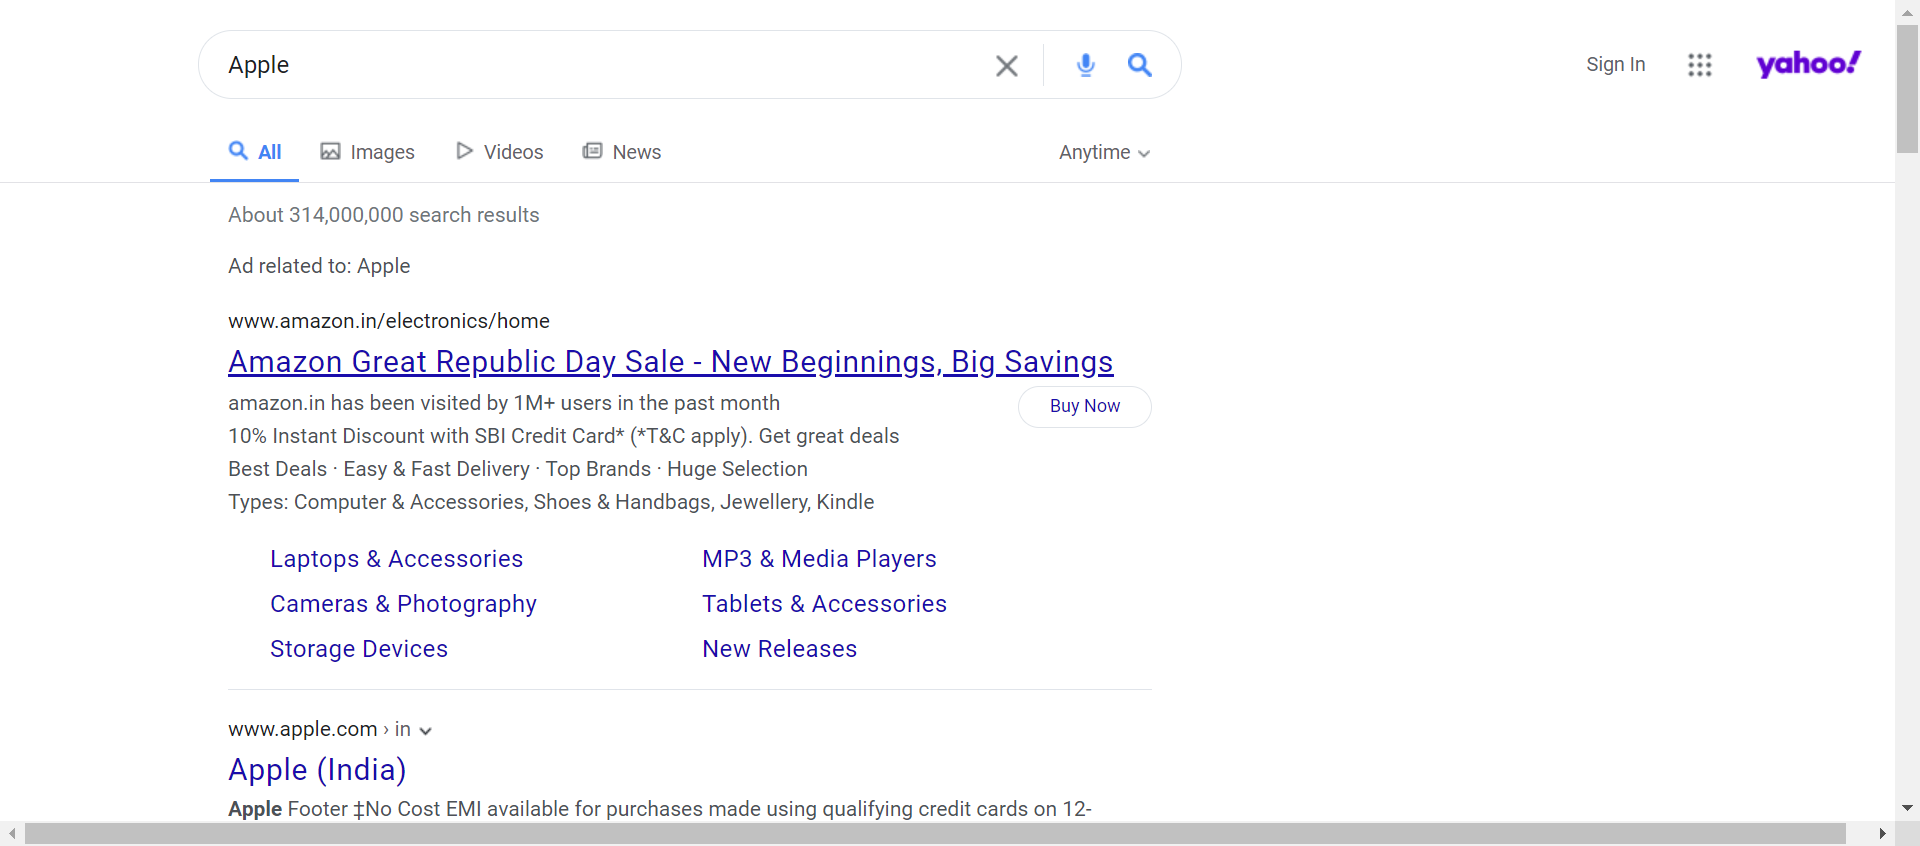 Apple
Sign In
yahoo!
All
Images
Videos
News
Anytime
About 314,000,000 search results
Ad related to: Apple
www.amazon.in/electronics/home
Amazon Great Republic Day Sale - New Beginnings, Big Savings
amazon.in has been visited by 1M+ users in the past month
Buy Now
10% Instant Discount with SBI Credit Card* (*T&C apply). Get great deals
Best Deals · Easy & Fast Delivery · Top Brands · Huge Selection
Types: Computer & Accessories, Shoes & Handbags, Jewellery, Kindle
Laptops & Accessories
MP3 & Media Players
Cameras & Photography
Tablets & Accessories
Storage Devices
New Releases
www.apple.com › in
Apple (India)
Apple Footer ‡No Cost EMI available for purchases made using qualifying credit cards on 12-